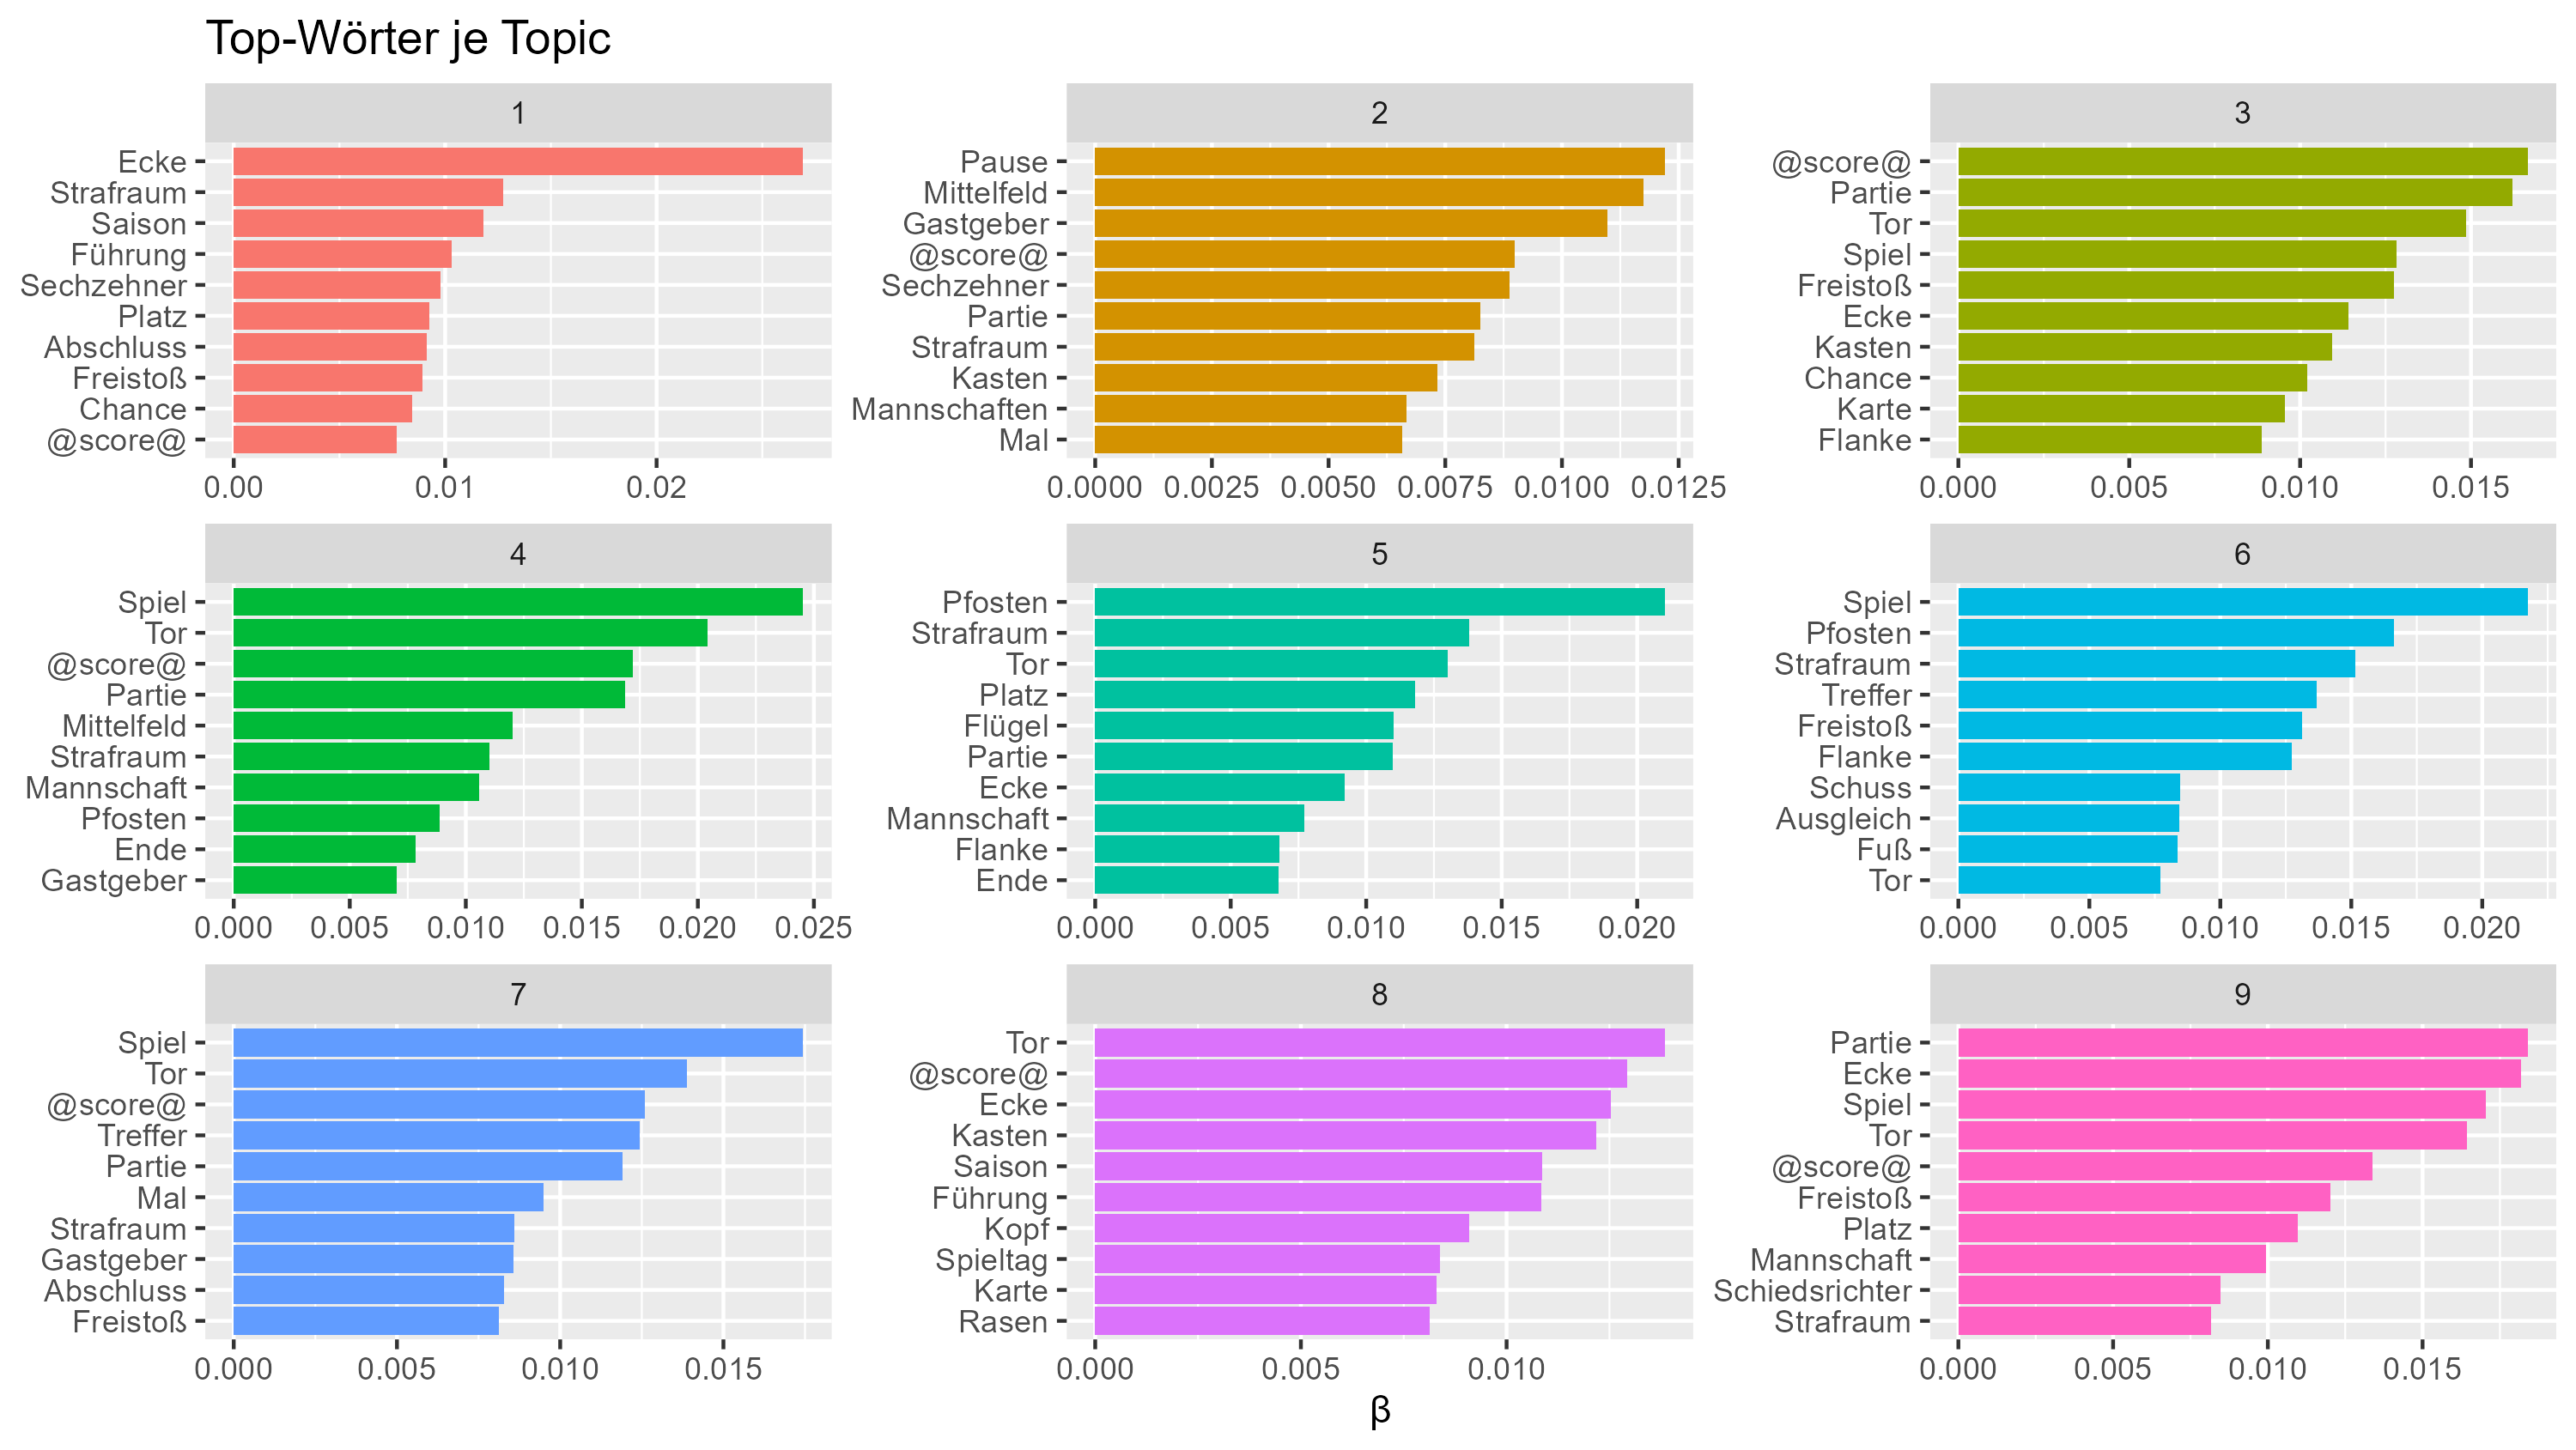 Top-Wörter je Topic
1
Ecke
Strafraum
Saison
Führung
Sechzehner
Platz
Abschluss
Freistoß
Chance
@score@
0.00 0.01 0.02
2
Pause
Mittelfeld
Gastgeber
@score@
Sechzehner
Partie
Strafraum
Kasten
Mannschaften
Mal
0.0000 0.0025 0.0050 0.0075 0.0100 0.0125
3
@score@
Partie
Tor
Spiel
Freistoß
Ecke
Kasten
Chance
Karte
Flanke
0.000 0.005 0.010 0.015
4
Spiel
Tor
@score@
Partie
Mittelfeld
Strafraum
Mannschaft
Pfosten
Ende
Gastgeber
0.000 0.005 0.010 0.015 0.020 0.025
5
Pfosten
Strafraum
Tor
Platz
Flügel
Partie
Ecke
Mannschaft
Flanke
Ende
0.000 0.005 0.010 0.015 0.020
6
Spiel
Pfosten
Strafraum
Treffer
Freistoß
Flanke
Schuss
Ausgleich
Fuß
Tor
0.000 0.005 0.010 0.015 0.020
7
Spiel
Tor
@score@
Treffer
Partie
Mal
Strafraum
Gastgeber
Abschluss
Freistoß
0.000 0.005 0.010 0.015
8
Tor
@score@
Ecke
Kasten
Saison
Führung
Kopf
Spieltag
Karte
Rasen
0.000 0.005 0.010
9
Partie
Ecke
Spiel
Tor
@score@
Freistoß
Platz
Mannschaft
Schiedsrichter
Strafraum
0.000 0.005 0.010 0.015
β